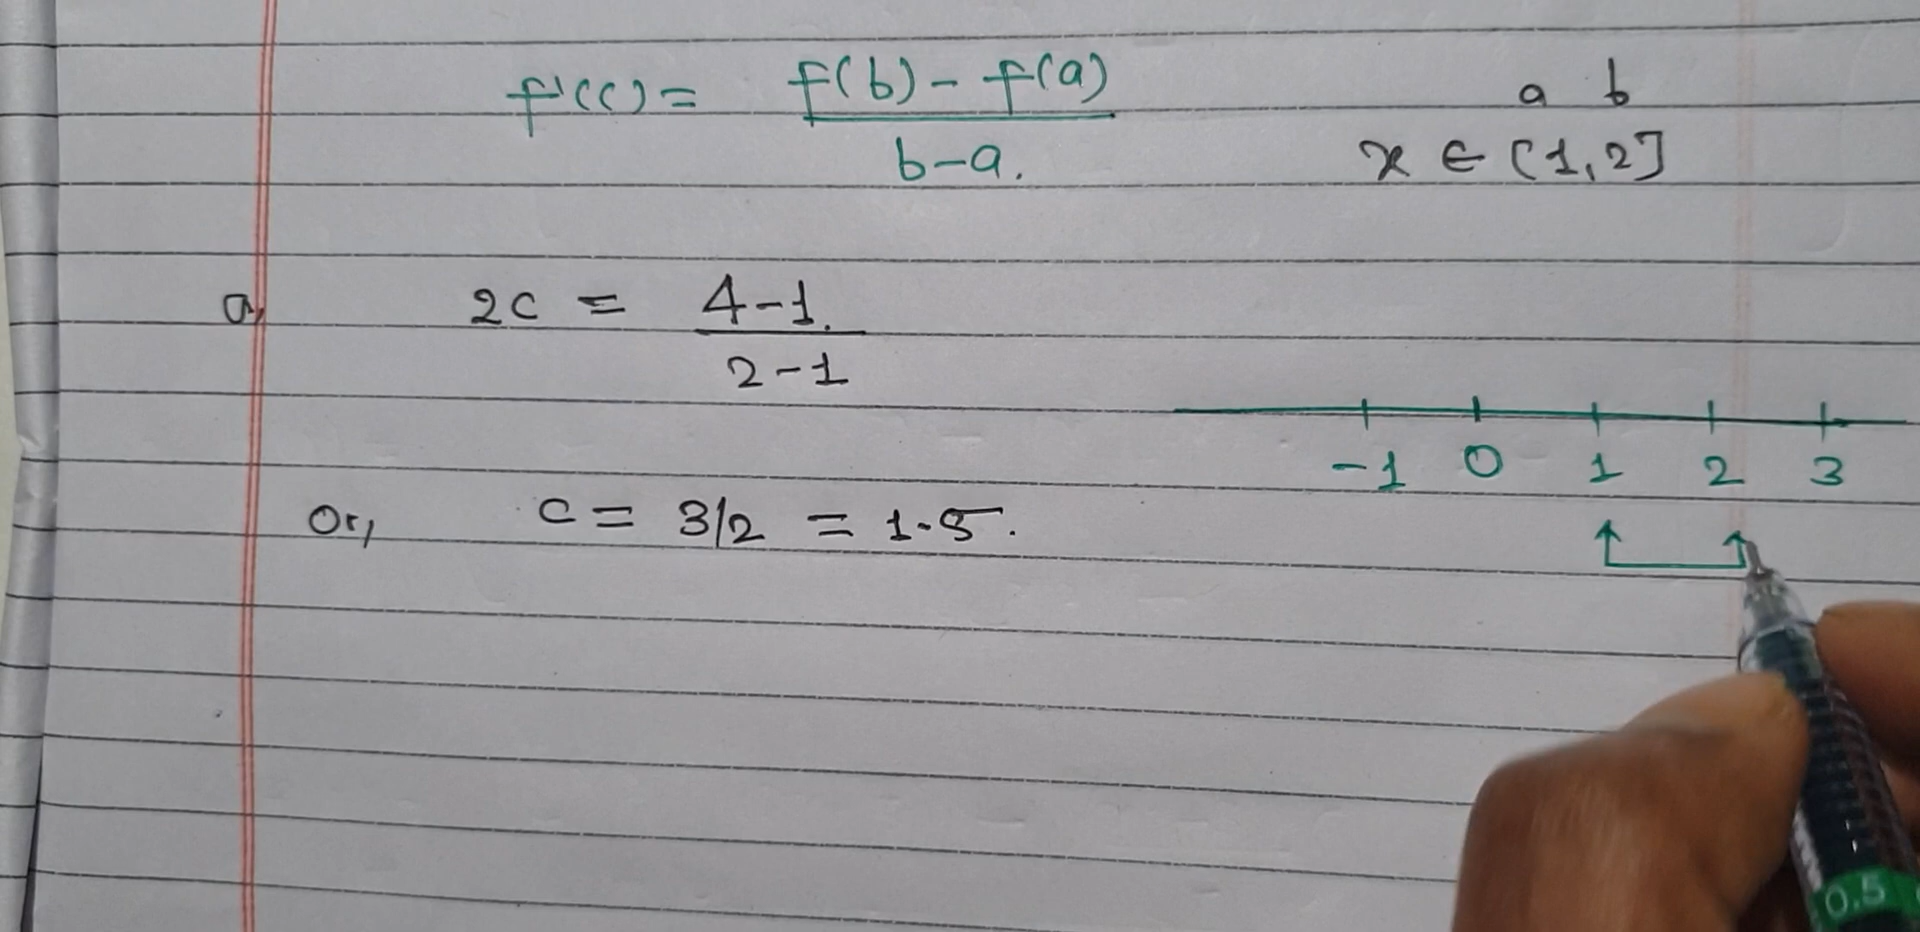 f'(c) = f(b) - f(a) / b-a.
a b
x ∈ [1,2]
a, 2c = 4-1. / 2-1
-1 0 1 2 3
Or, c = 3/2 = 1.5.
0.5